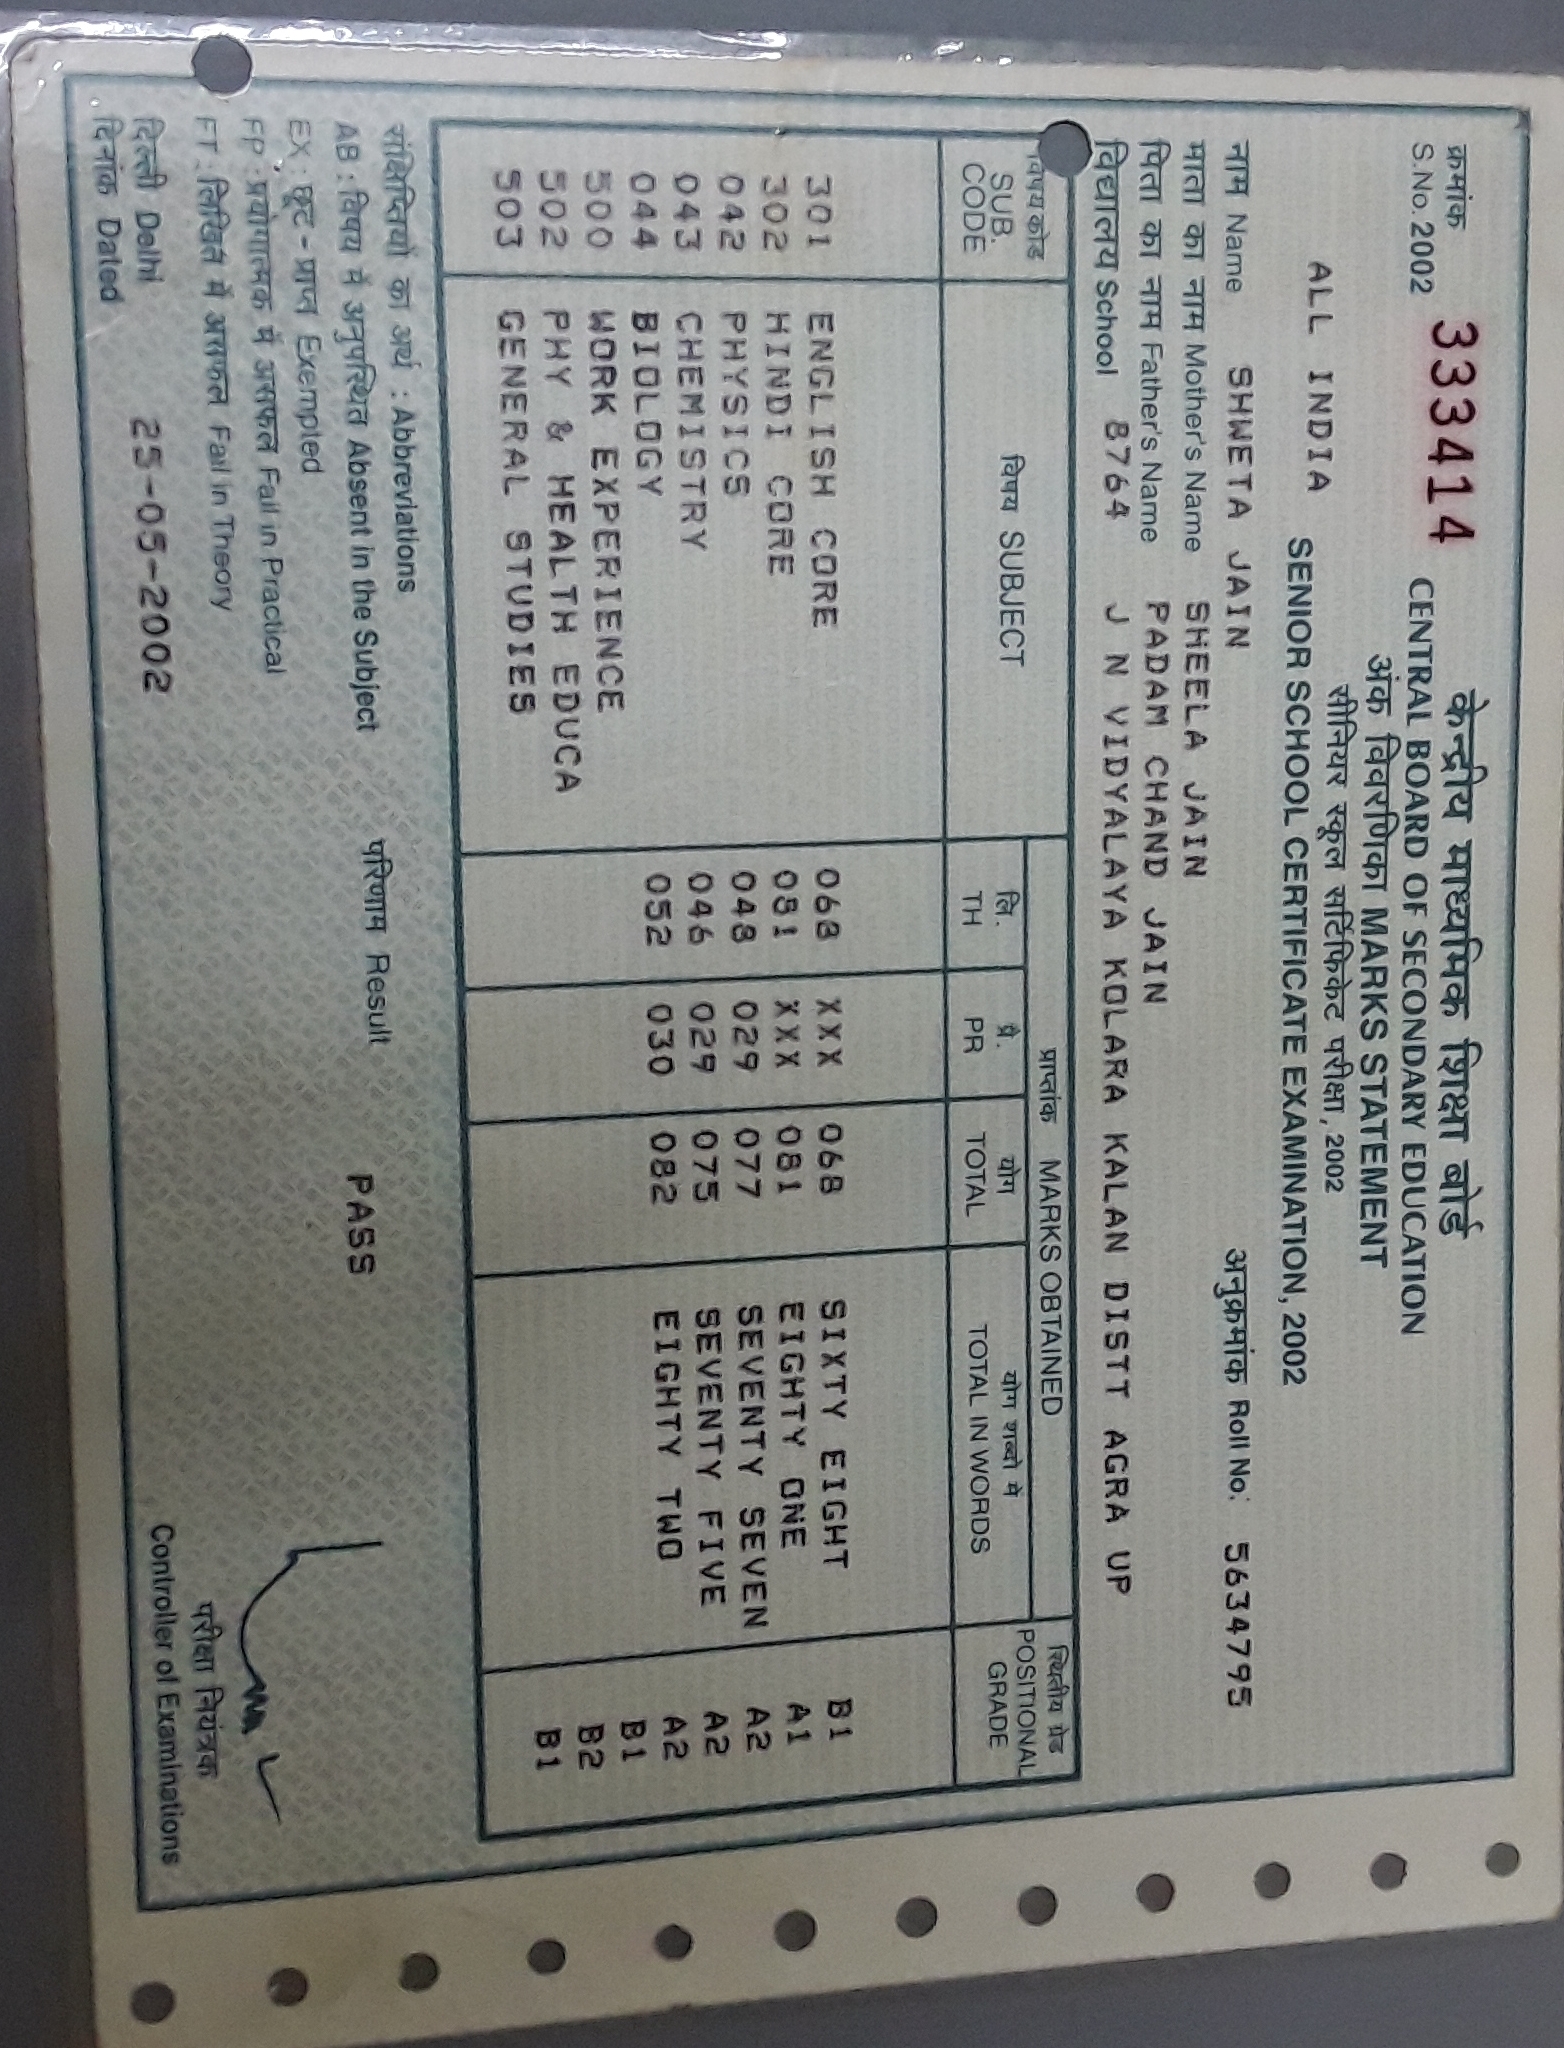 क्रमांक
S.No. 2002 333414
केन्द्रीय माध्यमिक शिक्षा बोर्ड
CENTRAL BOARD OF SECONDARY EDUCATION
अंक विवरणिका MARKS STATEMENT
सीनियर स्कूल सर्टिफिकेट परीक्षा, 2002
ALL INDIA SENIOR SCHOOL CERTIFICATE EXAMINATION, 2002
नाम Name SHWETA JAIN अनुक्रमांक Roll No: 5634795
माता का नाम Mother's Name SHEELA JAIN
पिता का नाम Father's Name PADAM CHAND JAIN
विद्यालय School 8764 J N VIDYALAYA KOLARA KALAN DISTT AGRA UP
विषय कोड SUB. CODE विषय SUBJECT प्राप्तांक MARKS OBTAINED स्थितीय ग्रेड POSITIONAL GRADE
लि. TH प्रै. PR योग TOTAL योग शब्दो मे TOTAL IN WORDS
301 ENGLISH CORE 068 XXX 068 SIXTY EIGHT B1
302 HINDI CORE 081 XXX 081 EIGHTY ONE A1
042 PHYSICS 048 029 077 SEVENTY SEVEN A2
043 CHEMISTRY 046 029 075 SEVENTY FIVE A2
044 BIOLOGY 052 030 082 EIGHTY TWO A2
500 WORK EXPERIENCE B1
502 PHY & HEALTH EDUCA B2
503 GENERAL STUDIES B1
संक्षिप्तियों का अर्थ : Abbreviations
AB : विषय में अनुपस्थित Absent in the Subject परिणाम Result PASS
EX : छूट - प्राप्त Exempted
FP : प्रयोगात्मक में असफल Fail in Practical
FT : लिखित में असफल Fail in Theory
दिल्ली Delhi
दिनांक Dated 25-05-2002
परीक्षा नियंत्रक
Controller of Examinations